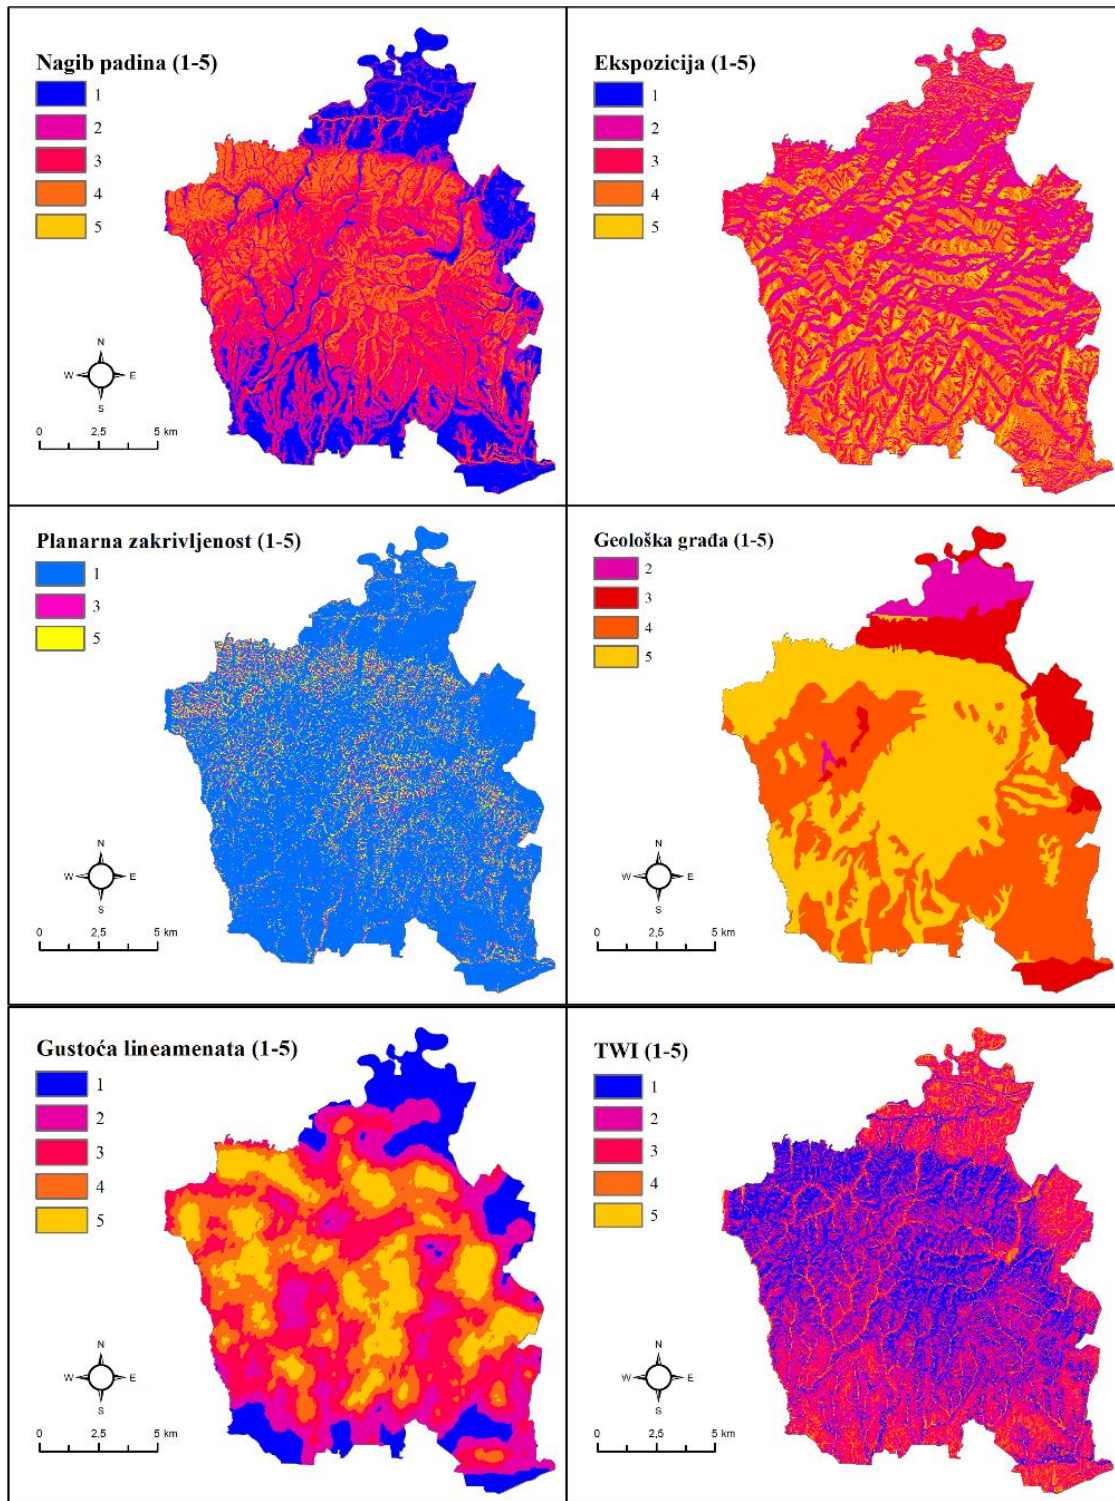 Nagib padina (1-5)
1
2
3
4
5
N
W E
S
0 2,5 5 km
Ekspozicija (1-5)
1
2
3
4
5
N
W E
S
0 2,5 5 km
Planarna zakrivljenost (1-5)
1
3
5
N
W E
S
0 2,5 5 km
Geološka građa (1-5)
2
3
4
5
N
W E
S
0 2,5 5 km
Gustoća lineamenata (1-5)
1
2
3
4
5
N
W E
S
0 2,5 5 km
TWI (1-5)
1
2
3
4
5
N
W E
S
0 2,5 5 km